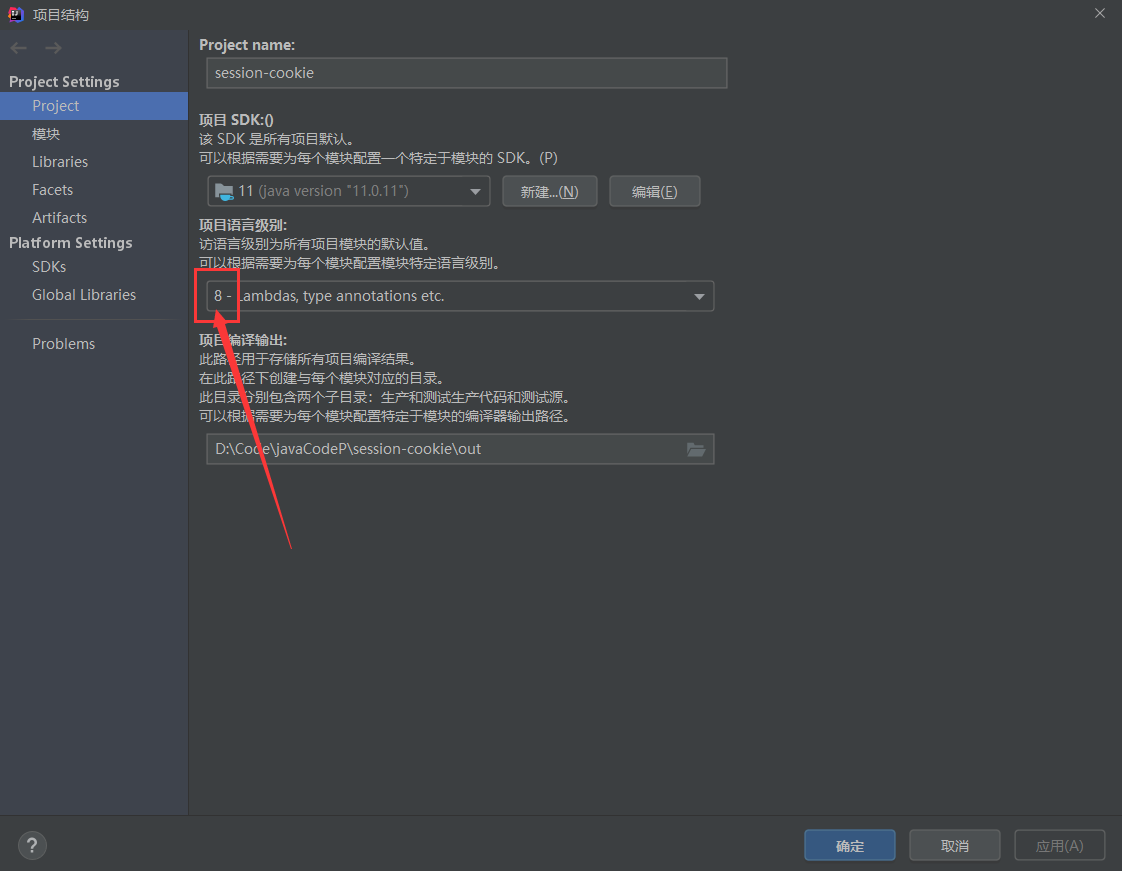 项目结构
Project name:
session-cookie
Project Settings
Project
模块
Libraries
Facets
Artifacts
Platform Settings
SDKs
Global Libraries
Problems
项目 SDK:()
该 SDK 是所有项目默认。
可以根据需要为每个模块配置一个特定于模块的 SDK。(P)
11 (java version "11.0.11")
新建...(N)
编辑(E)
项目语言级别:
访语言级别为所有项目模块的默认值。
可以根据需要为每个模块配置模块特定语言级别。
8 - Lambdas, type annotations etc.
项目编译输出:
此路径用于存储所有项目编译结果。
在此路径下创建与每个模块对应的目录。
此目录分别包含两个子目录：生产和测试生产代码和测试源。
可以根据需要为每个模块配置特定于模块的编译器输出路径。
D:\Code\javaCodeP\session-cookie\out
?
确定
取消
应用(A)